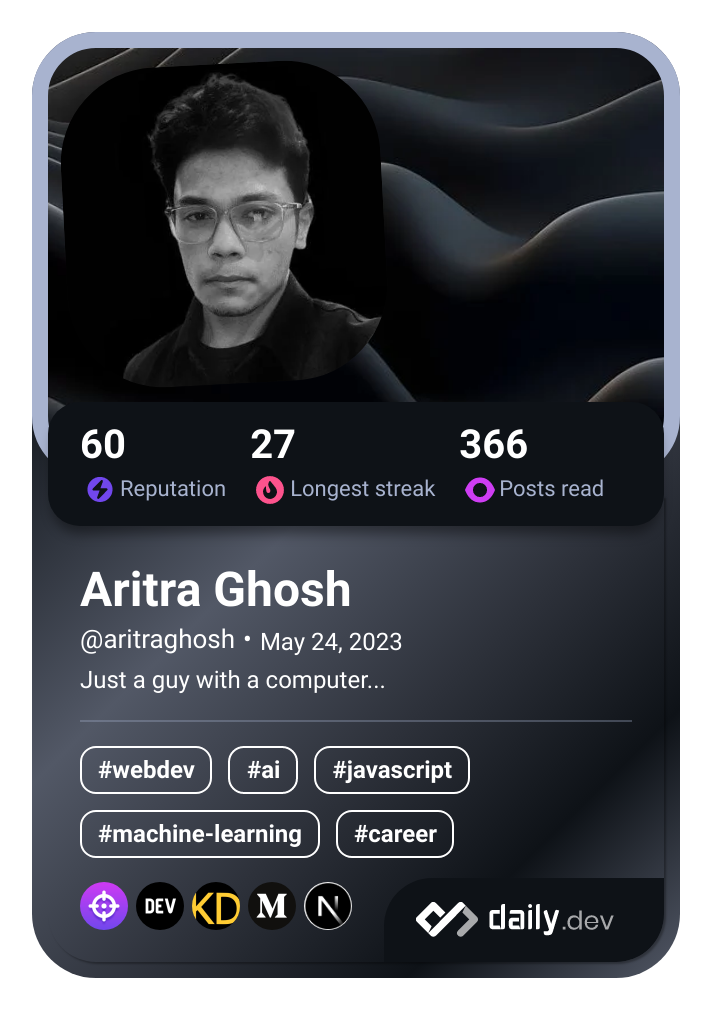 60 27 366
Reputation Longest streak Posts read
Aritra Ghosh
@aritraghosh • May 24, 2023
Just a guy with a computer...
#webdev #ai #javascript
#machine-learning #career
DEV KD M N daily.dev